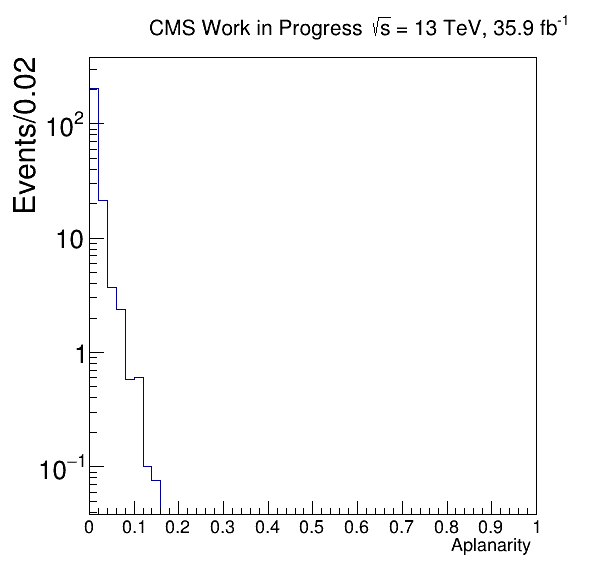 CMS Work in Progress √s = 13 TeV, 35.9 fb⁻¹
Events/0.02
10²
10
1
10⁻¹
0 0.1 0.2 0.3 0.4 0.5 0.6 0.7 0.8 0.9 1
Aplanarity